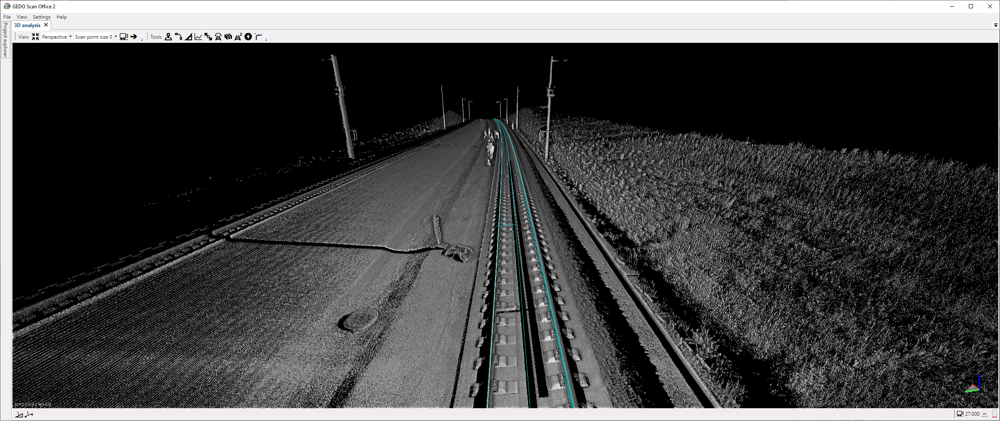 GEDO Scan Office 2
File View Settings Help
Project explorer
3D analysis
View Perspective Scan point size 0 Tools
n=206924969
27.000 m